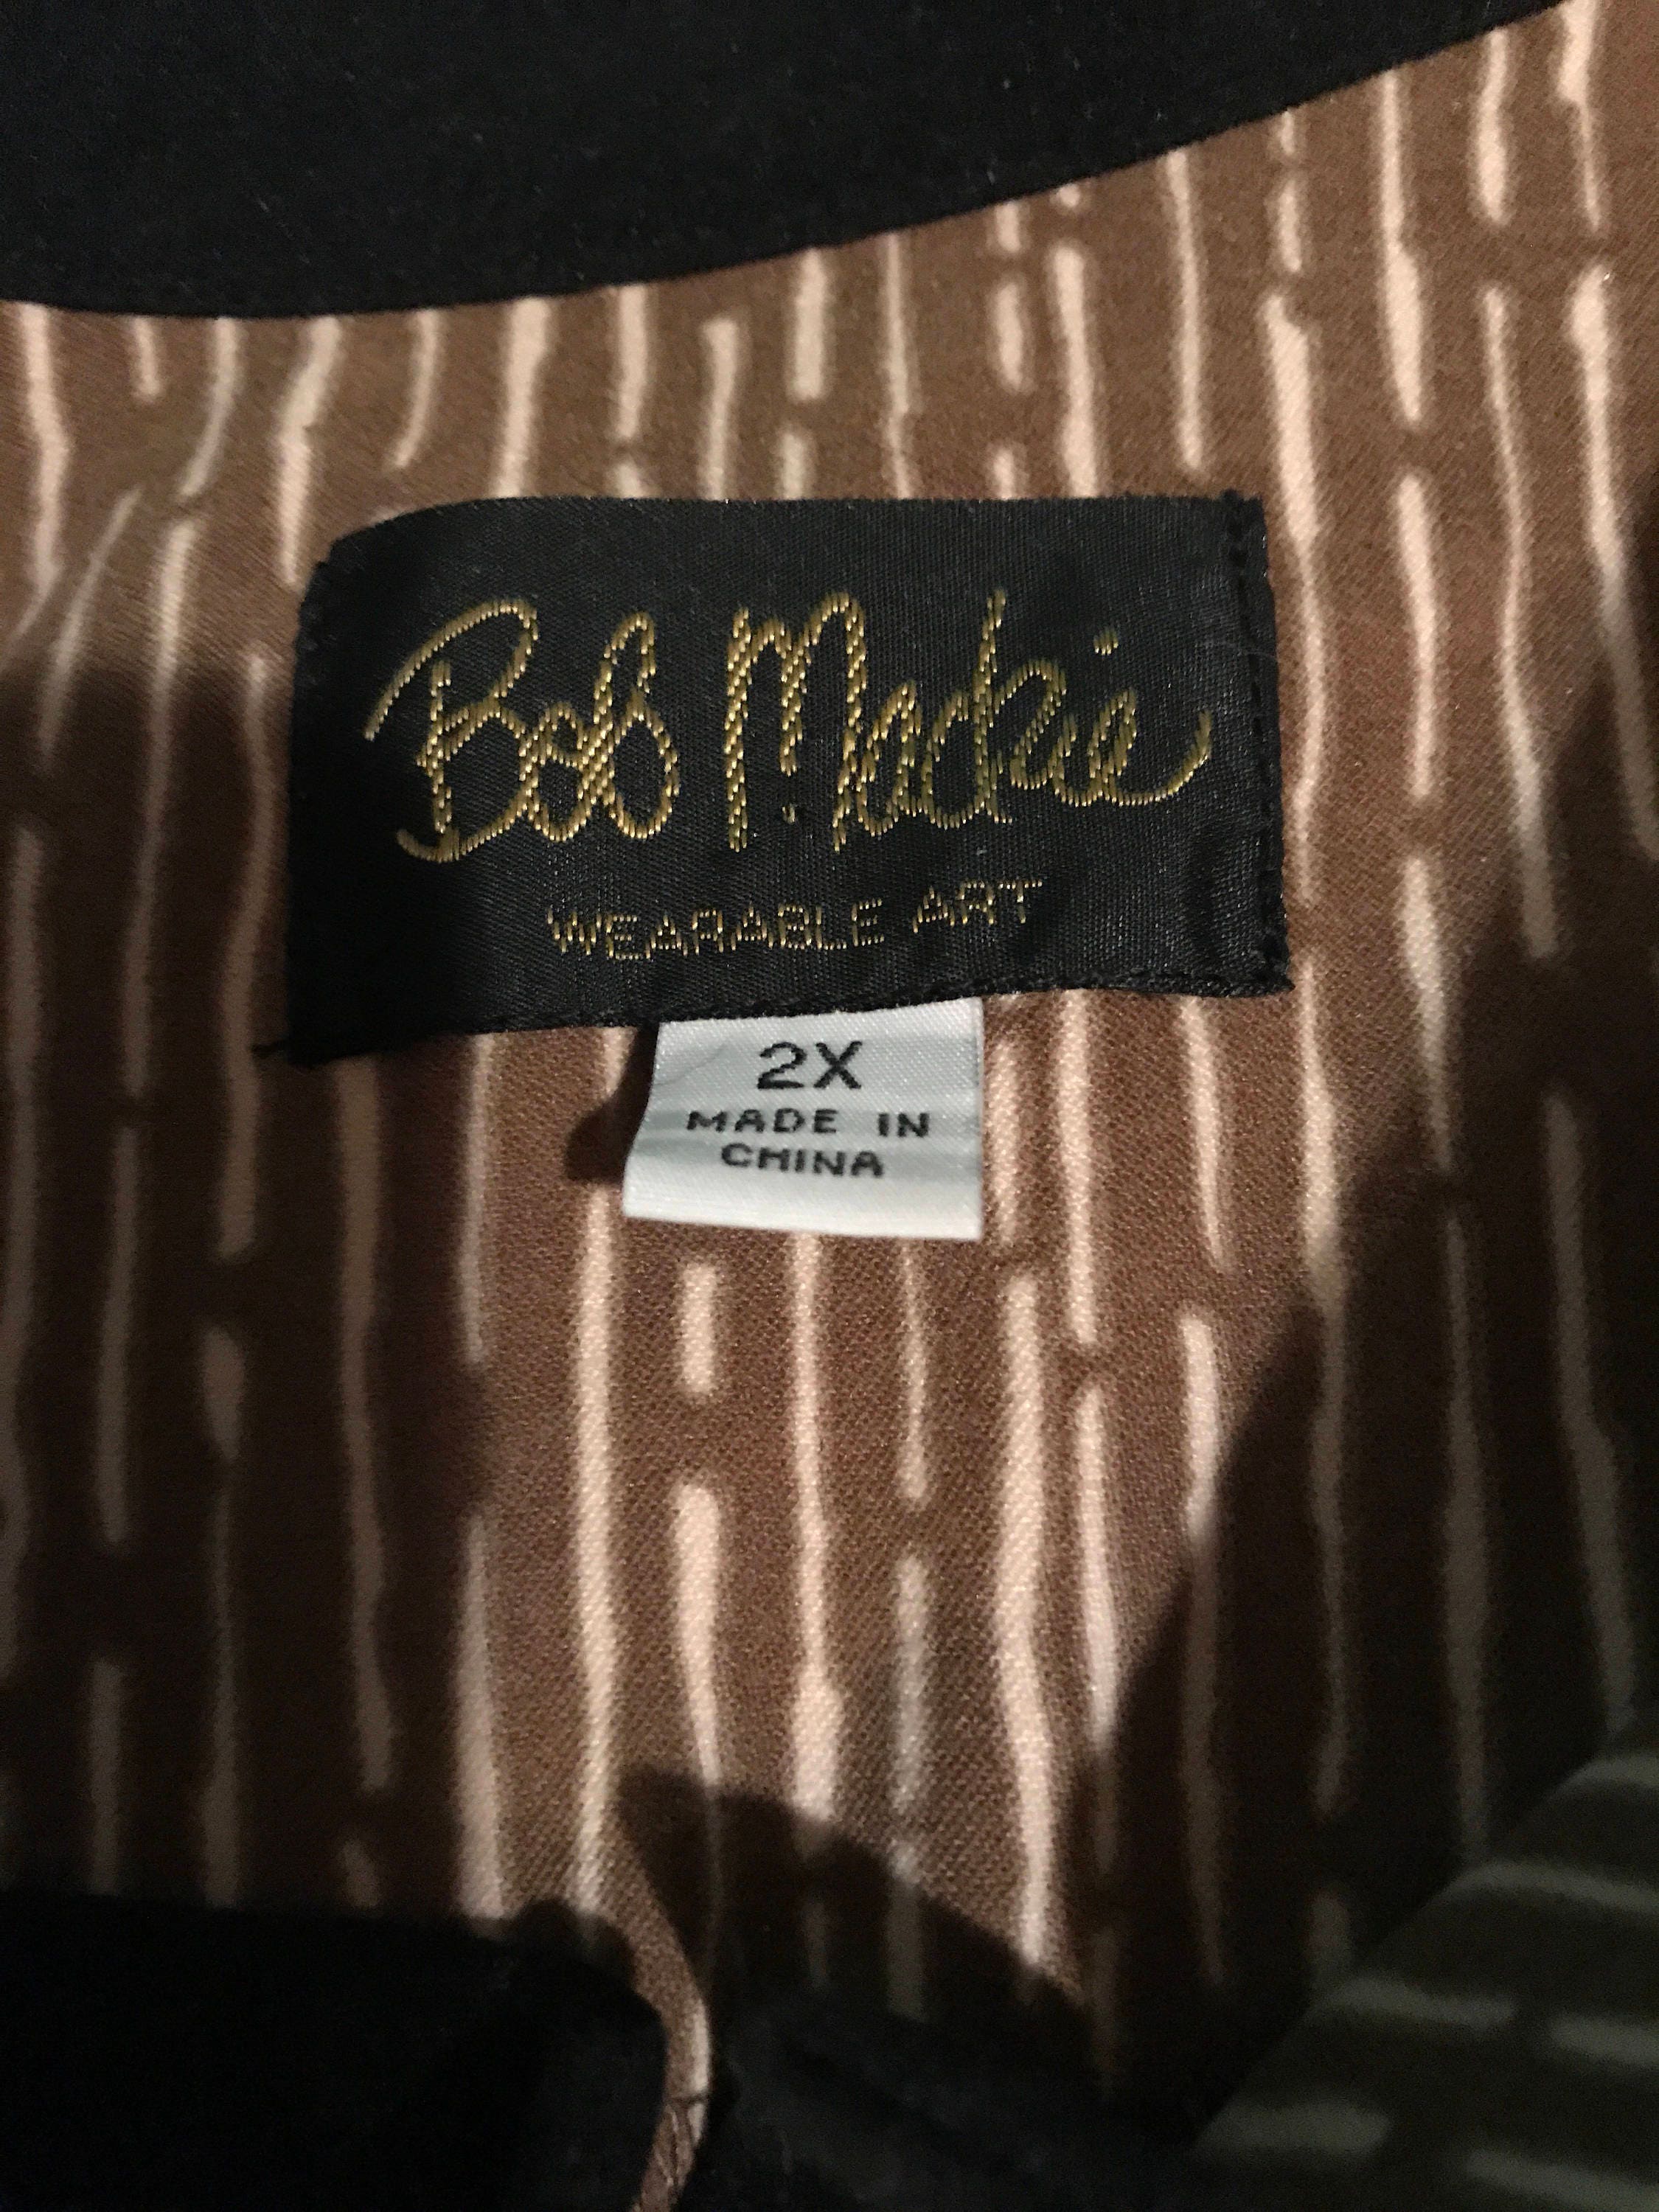 Bob Mackie
WEARABLE ART
2X
MADE IN
CHINA